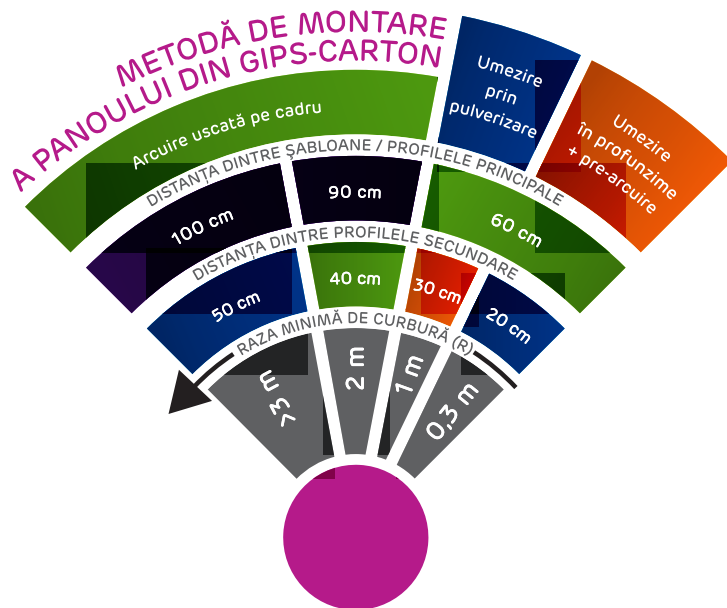 METODĂ DE MONTARE
A PANOULUI DIN GIPS-CARTON
Arcuire uscată pe cadru
Umezire
prin
pulverizare
Umezire
în profunzime
+ pre-arcuire
DISTANȚA DINTRE ŞABLOANE / PROFILELE PRINCIPALE
100 cm
90 cm
60 cm
DISTANȚA DINTRE PROFILELE SECUNDARE
50 cm
40 cm
30 cm
20 cm
RAZA MINIMĂ DE CURBURĂ (R)
>3 m
2 m
1 m
0,3 m